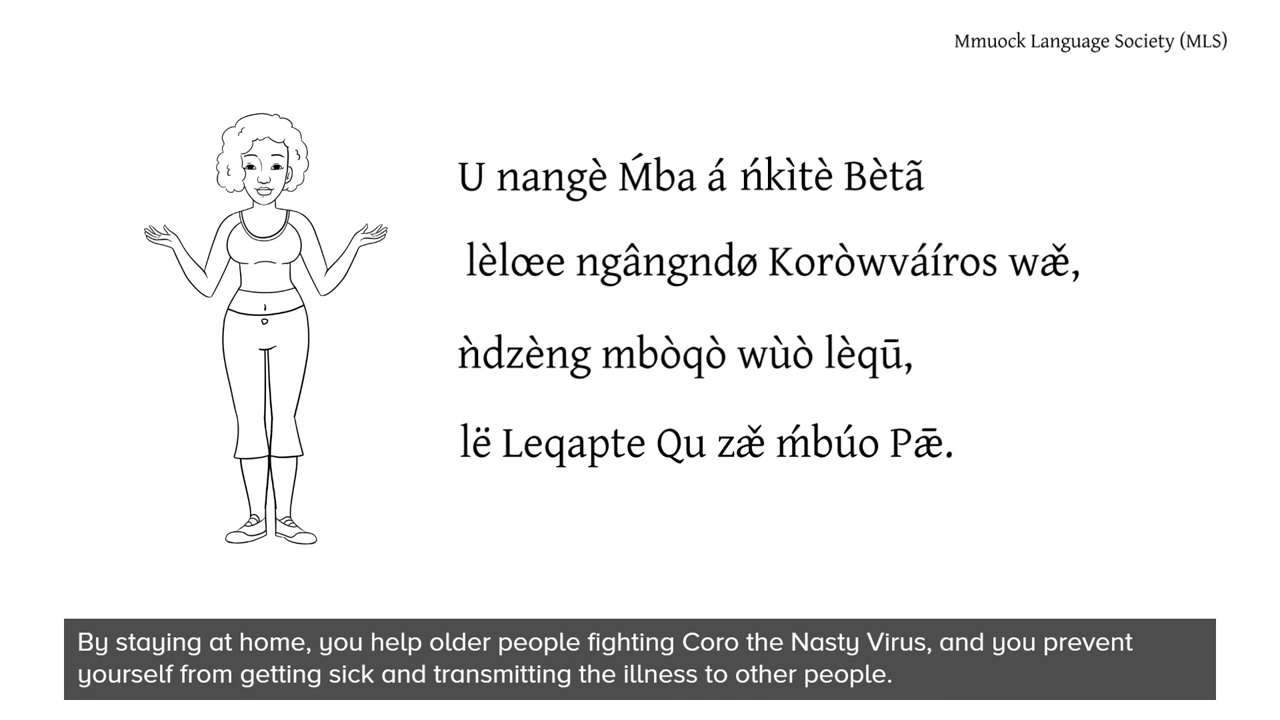 Mmuock Language Society (MLS)
U nangè Ḿba á ńkìtè Bètã
lèlœe ngângndø Koròwváíros wæ̌,
ǹdzèng mbòqò wùò lèqū,
lë Leqapte Qu zæ̌ ḿbúo Pǣ.
By staying at home, you help older people fighting Coro the Nasty Virus, and you prevent
yourself from getting sick and transmitting the illness to other people.